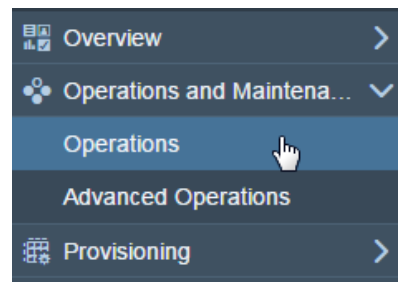 Overview
Operations and Maintena...
Operations
Advanced Operations
Provisioning